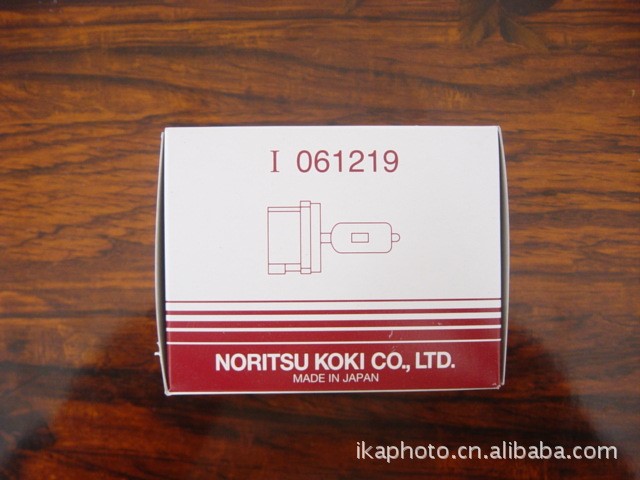 I 061219
NORITSU KOKI CO., LTD.
MADE IN JAPAN
ikaphoto.cn.alibaba.com